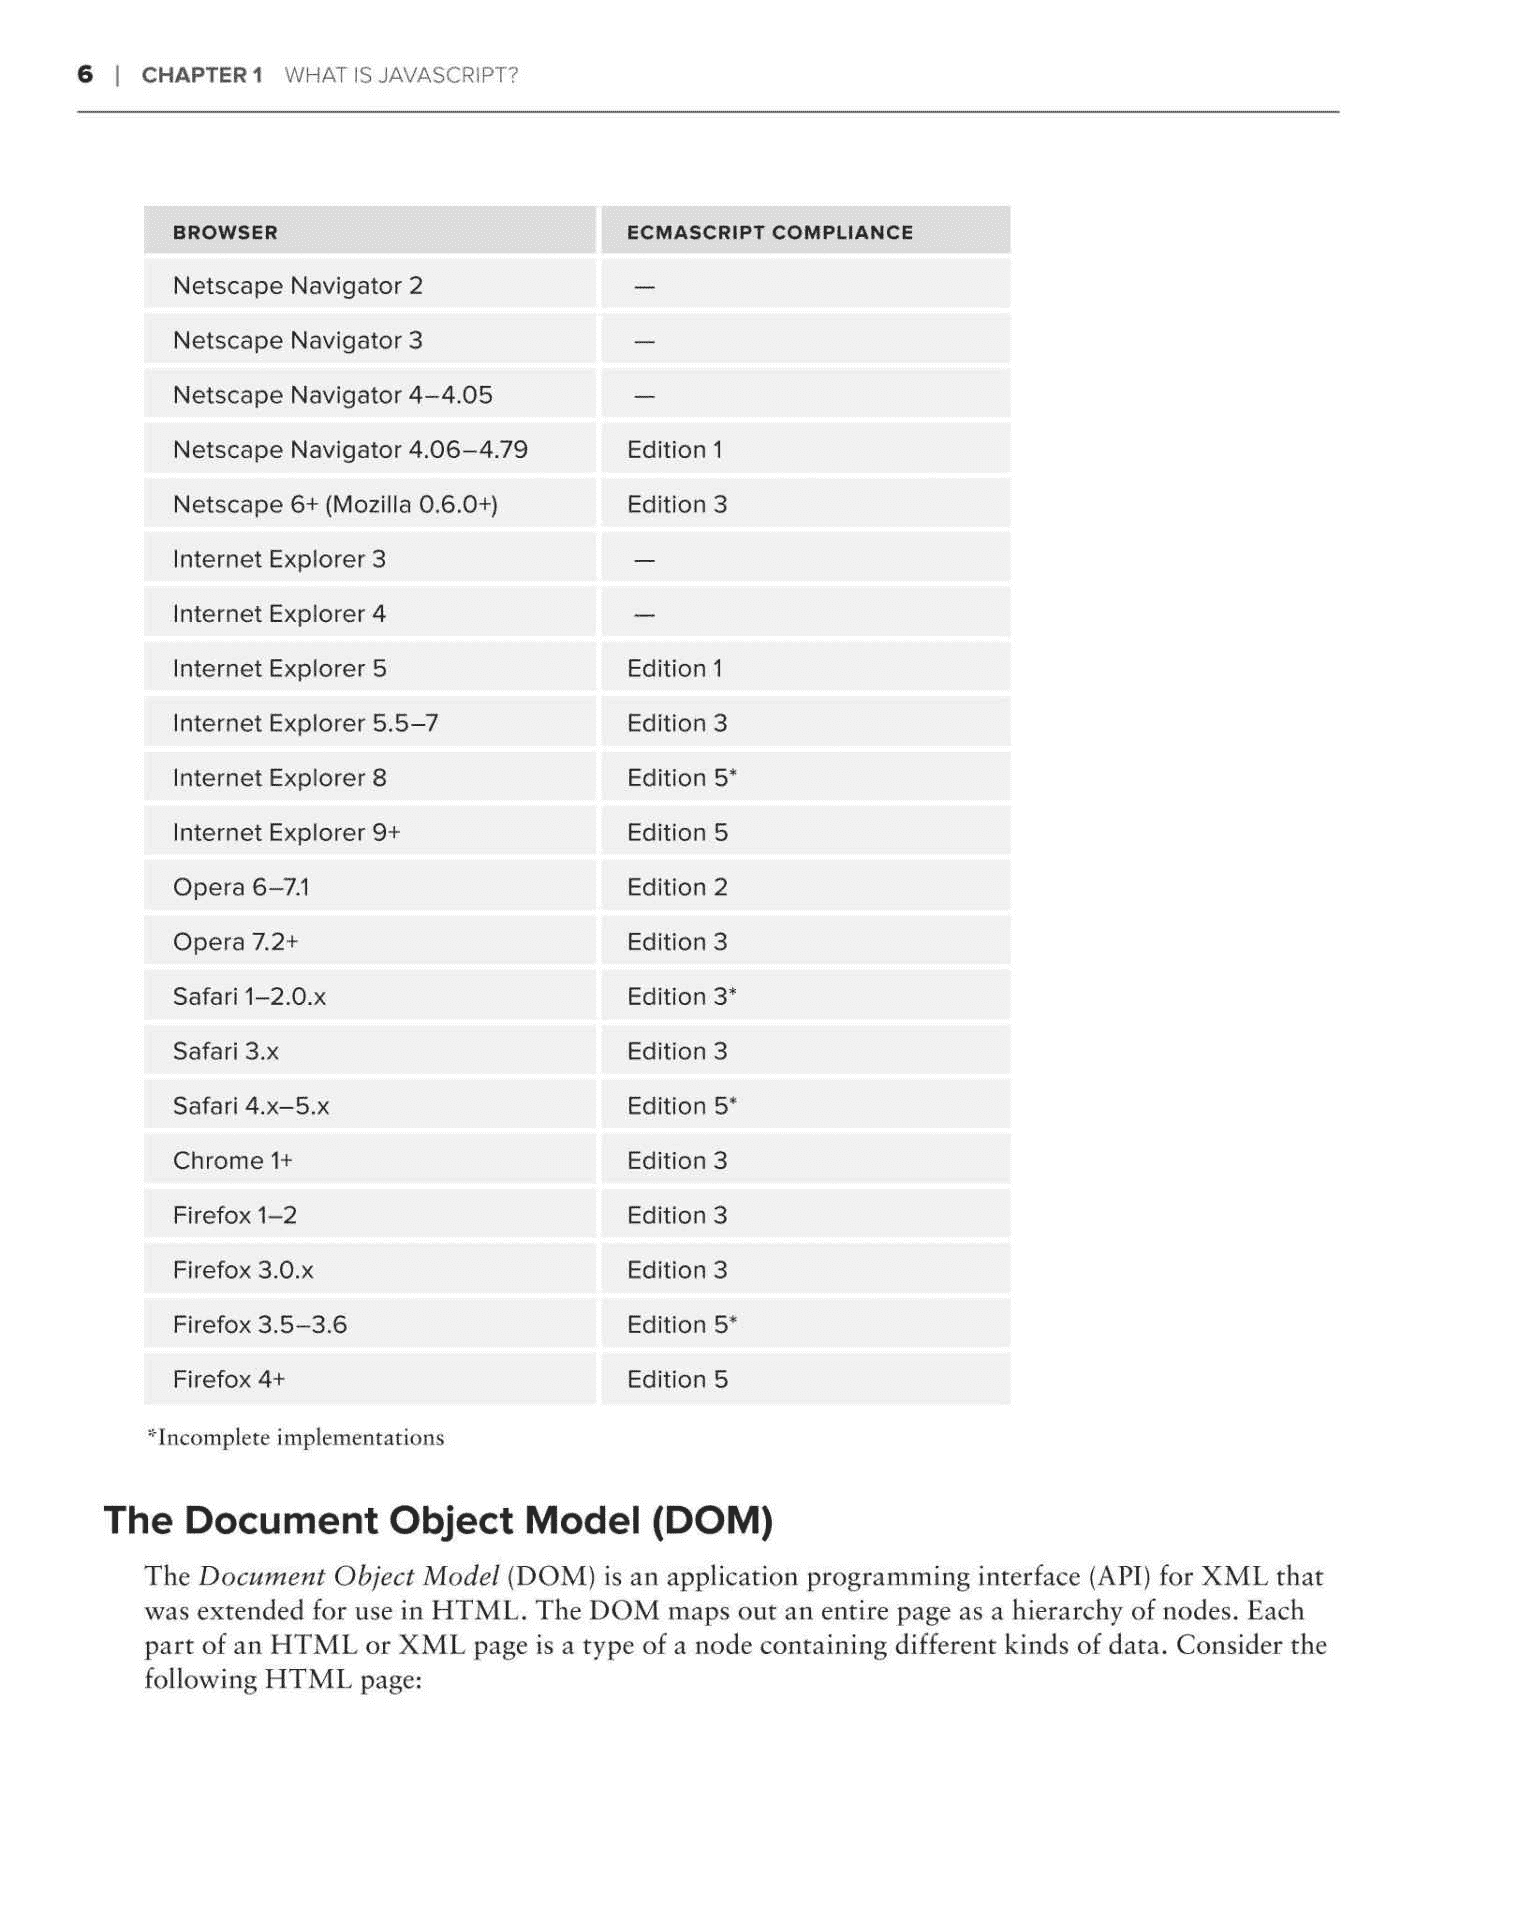 6 | CHAPTER 1 WHAT IS JAVASCRIPT?
BROWSER ECMASCRIPT COMPLIANCE
Netscape Navigator 2 —
Netscape Navigator 3 —
Netscape Navigator 4–4.05 —
Netscape Navigator 4.06–4.79 Edition 1
Netscape 6+ (Mozilla 0.6.0+) Edition 3
Internet Explorer 3 —
Internet Explorer 4 —
Internet Explorer 5 Edition 1
Internet Explorer 5.5–7 Edition 3
Internet Explorer 8 Edition 5*
Internet Explorer 9+ Edition 5
Opera 6–7.1 Edition 2
Opera 7.2+ Edition 3
Safari 1–2.0.x Edition 3*
Safari 3.x Edition 3
Safari 4.x–5.x Edition 5*
Chrome 1+ Edition 3
Firefox 1–2 Edition 3
Firefox 3.0.x Edition 3
Firefox 3.5–3.6 Edition 5*
Firefox 4+ Edition 5
*Incomplete implementations
The Document Object Model (DOM)
The Document Object Model (DOM) is an application programming interface (API) for XML that
was extended for use in HTML. The DOM maps out an entire page as a hierarchy of nodes. Each
part of an HTML or XML page is a type of a node containing different kinds of data. Consider the
following HTML page: